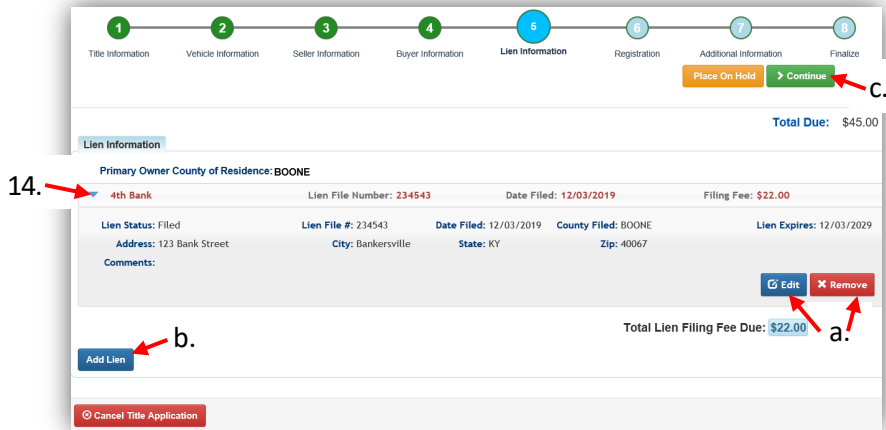 1 2 3 4 5 6 7 8
Title Information Vehicle Information Seller Information Buyer Information Lien Information Registration Additional Information Finalize
Place On Hold > Continue
c.
Total Due: $45.00
Lien Information
Primary Owner County of Residence: BOONE
14.
4th Bank Lien File Number: 234543 Date Filed: 12/03/2019 Filing Fee: $22.00
Lien Status: Filed Lien File #: 234543 Date Filed: 12/03/2019 County Filed: BOONE Lien Expires: 12/03/2029
Address: 123 Bank Street City: Bankersville State: KY Zip: 40067
Comments:
Edit Remove
Total Lien Filing Fee Due: $22.00
a.
b.
Add Lien
Cancel Title Application